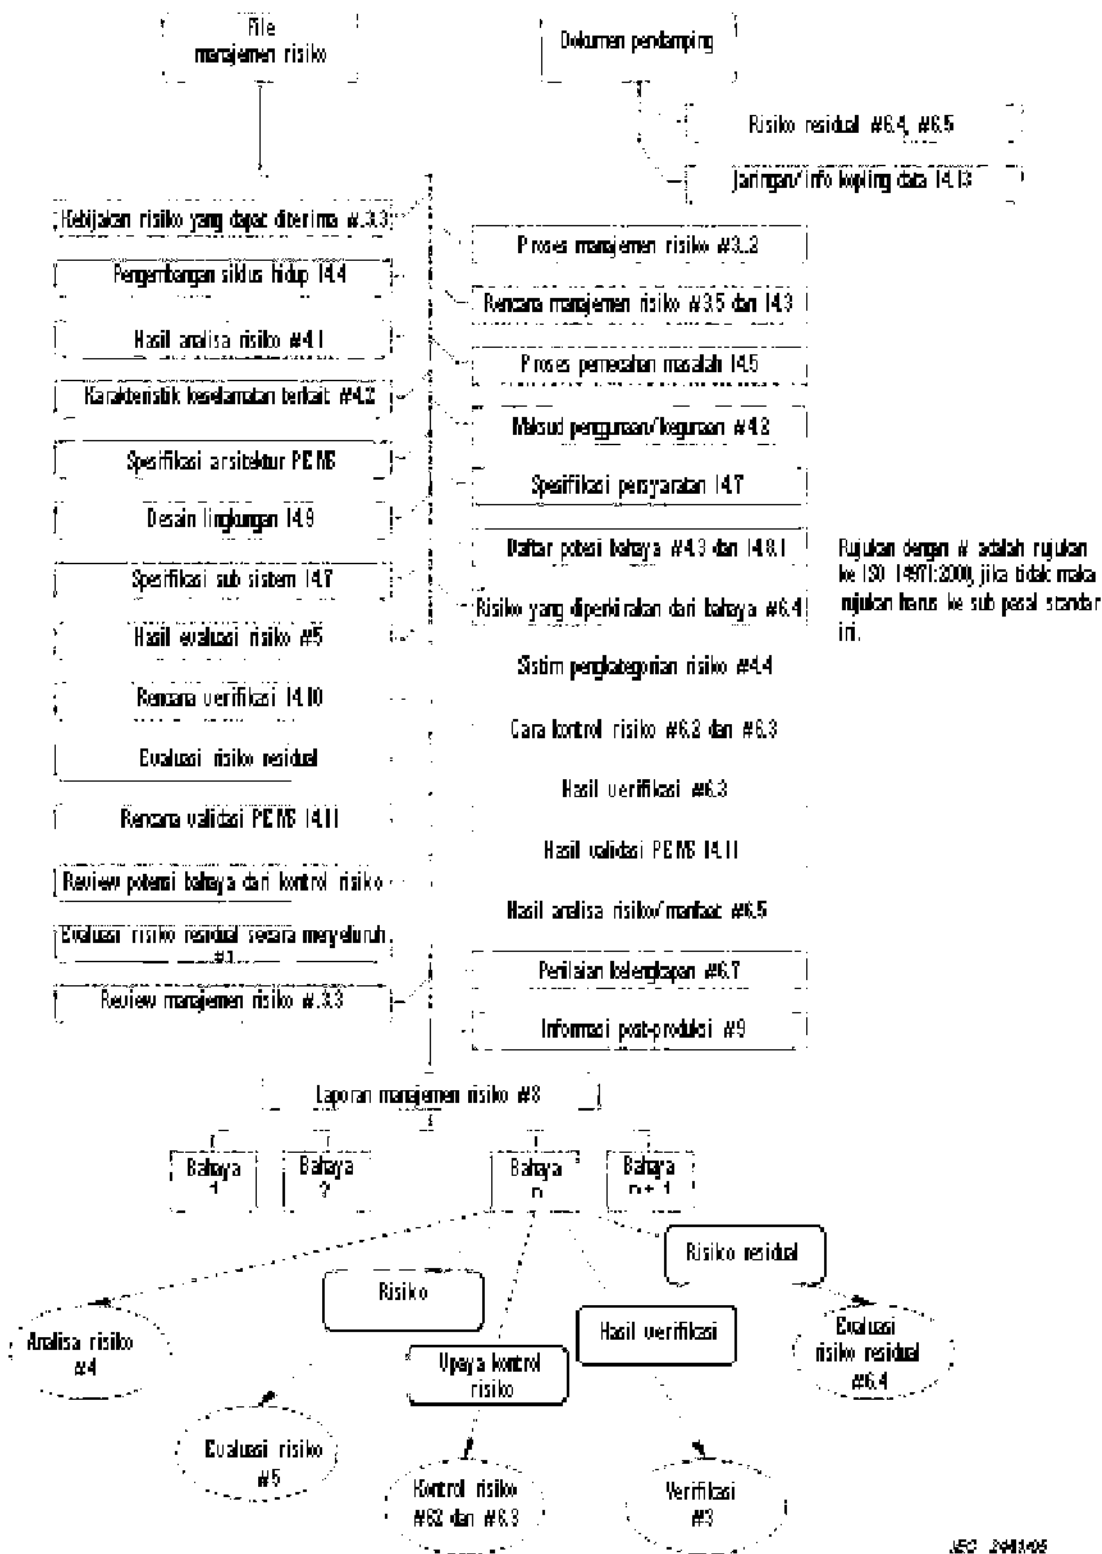 File
manajemen risiko
Dokumen pendamping
Risiko residual #6.4, #6.5
Jaringan/info kopling data 14.13
Kebijakan risiko yang dapat diterima #.3.3
Proses manajemen risiko #3..3
Pengembangan siklus hidup 14.4
Rencana manajemen risiko #3.5 dan 14.3
Hasil analisa risiko #4.1
Proses pemecahan masalah 14.5
Karakteristik keselamatan terkait #4.2
Maksud penggunaan/kegunaan #4.2
Spesifikasi arsitektur PEMS
Spesifikasi persyaratan 14.7
Desain lingkungan 14.9
Daftar potesi bahaya #4.3 dan 14.8.1
Rujukan dengan # adalah rujukan
ke ISO 14971:2000, jika tidak maka
rujukan harus ke sub pasal standar
ini.
Spesifikasi sub sistem 14.7
Risiko yang diperkirakan dari bahaya #6.4
Hasil evaluasi risiko #5
Sistim pengkategorian risiko #4.4
Rencana verifikasi 14.10
Cara kontrol risiko #6.2 dan #6.3
Evaluasi risiko residual
Hasil verifikasi #6.3
Rencana validasi PEMS 14.11
Hasil validasi PEMS 14.11
Review potensi bahaya dari kontrol risiko
Hasil analisa risiko/manfaat #6.5
Evaluasi risiko residual secara menyeluruh
Penilaian kelengkapan #6.7
Review manajemen risiko #.3.3
Informasi post-produksi #9
Laporan manajemen risiko #8
Bahaya
1
Bahaya
2
Bahaya
n
Bahaya
n + 1
Risiko residual
Risiko
Hasil verifikasi
Upaya kontrol
risiko
Analisa risiko
#4
Evaluasi
risiko residual
#6.4
Evaluasi risiko
#5
Kontrol risiko
#62 dan #6.3
Verifikasi
#3
IEC 2441/05